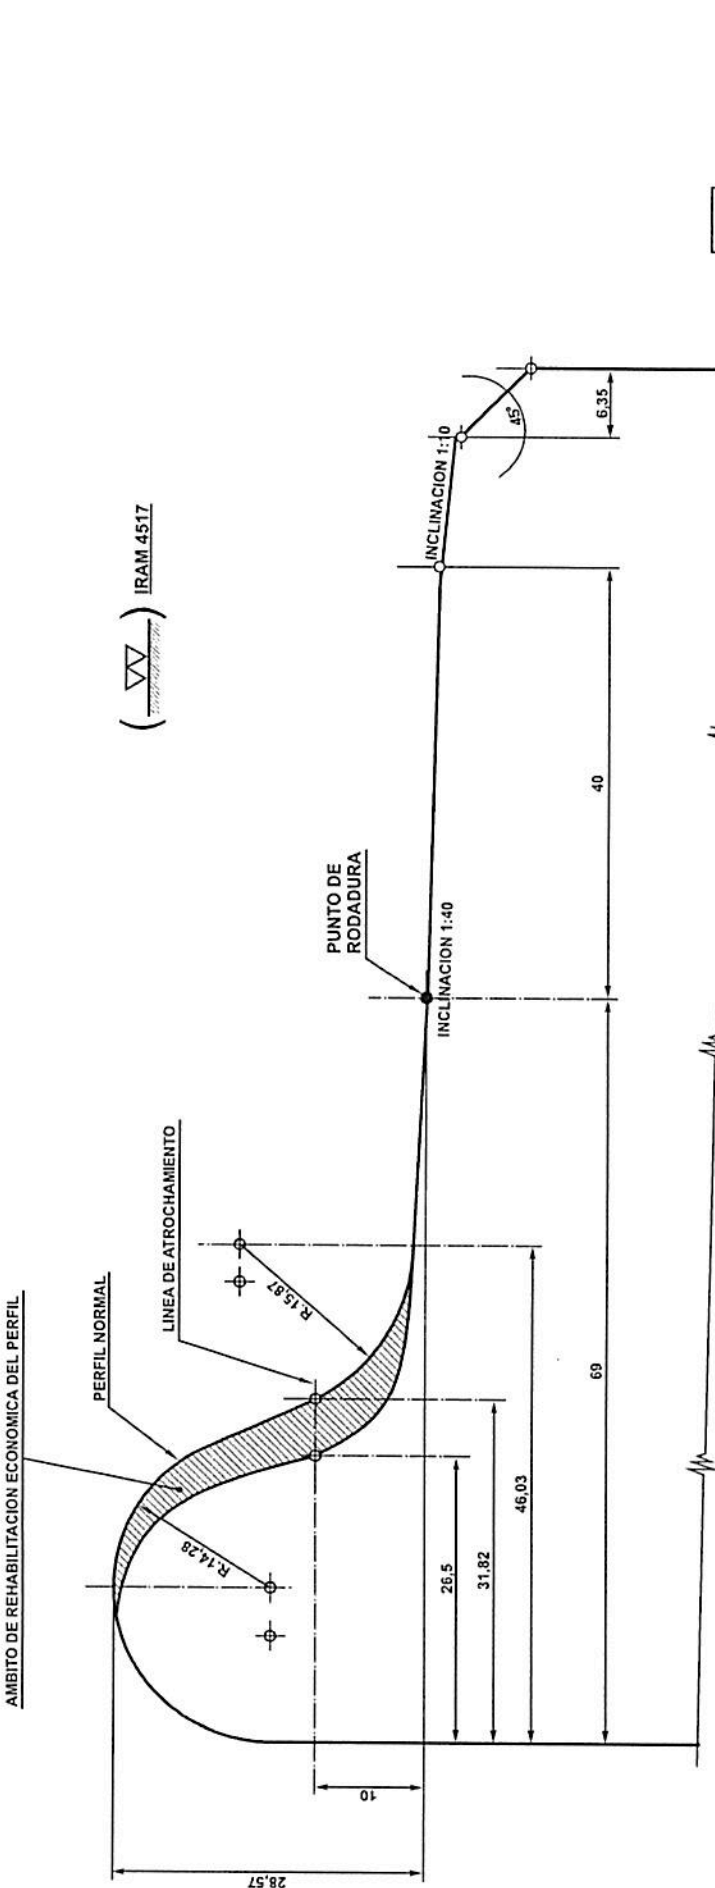 AMBITO DE REHABILITACION ECONOMICA DEL PERFIL
PERFIL NORMAL
LINEA DE ATROCHAMIENTO
IRAM 4517
PUNTO DE
RODADURA
INCLINACION 1:40
INCLINACION 1:10
45°
R.14,28
R.15,87
28,57
10
26,5
31,82
46,03
69
40
6,35